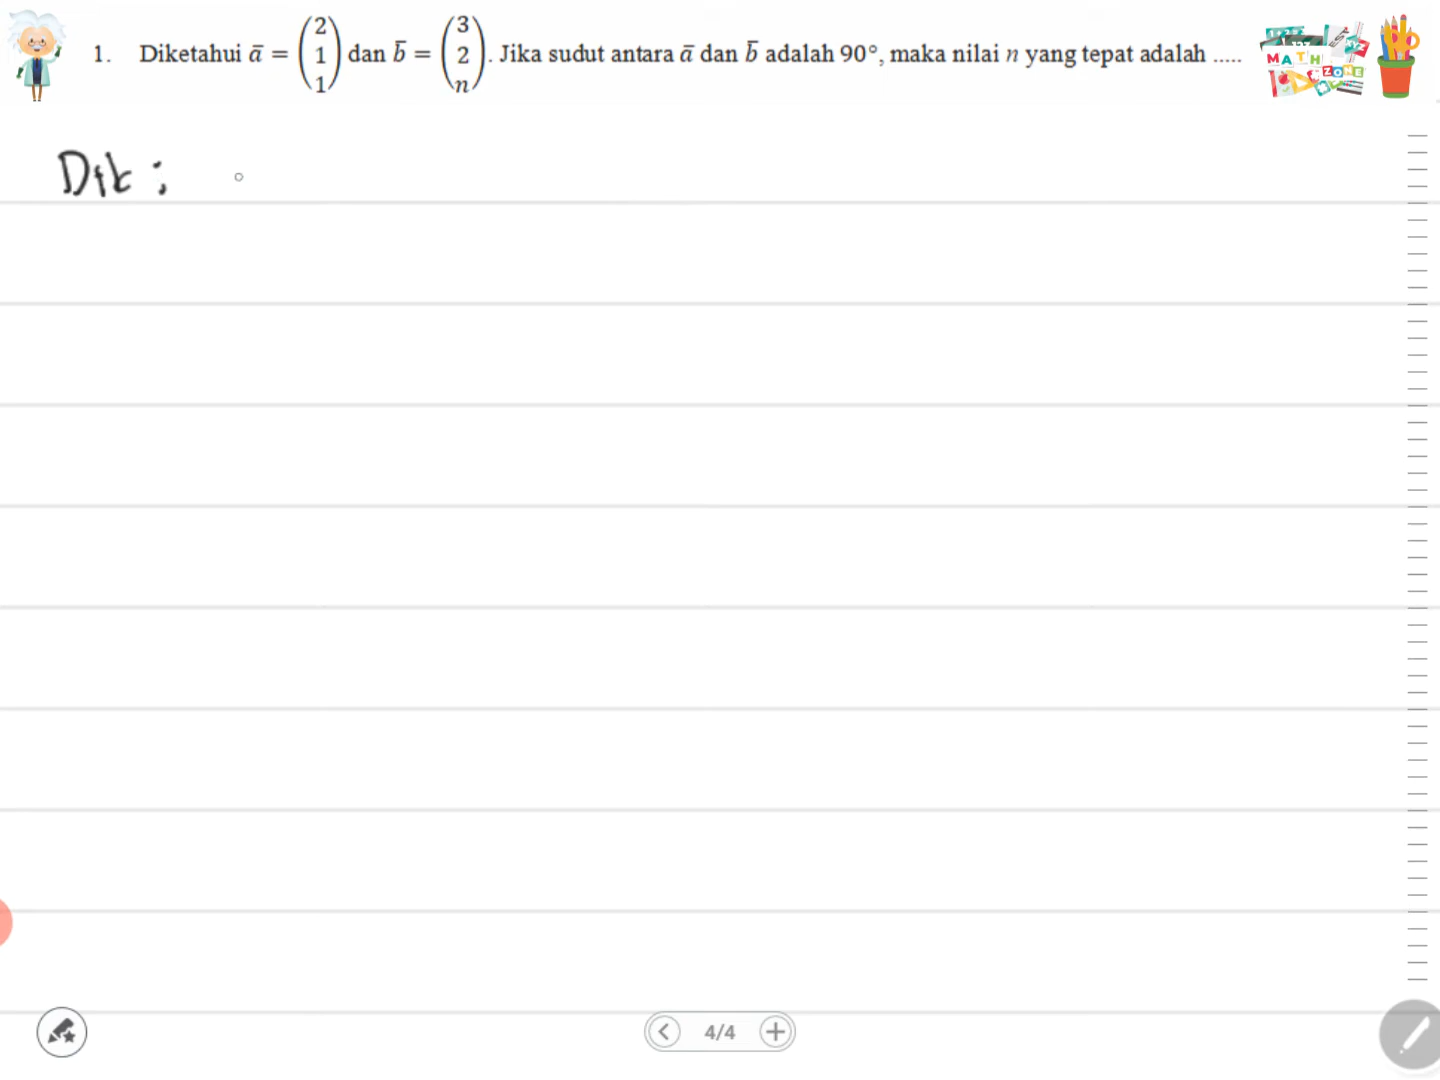 1. Diketahui ā = (2 1 1) dan b̄ = (3 2 n). Jika sudut antara ā dan b̄ adalah 90°, maka nilai n yang tepat adalah .....
MATH
ZONE
Dik :
4/4